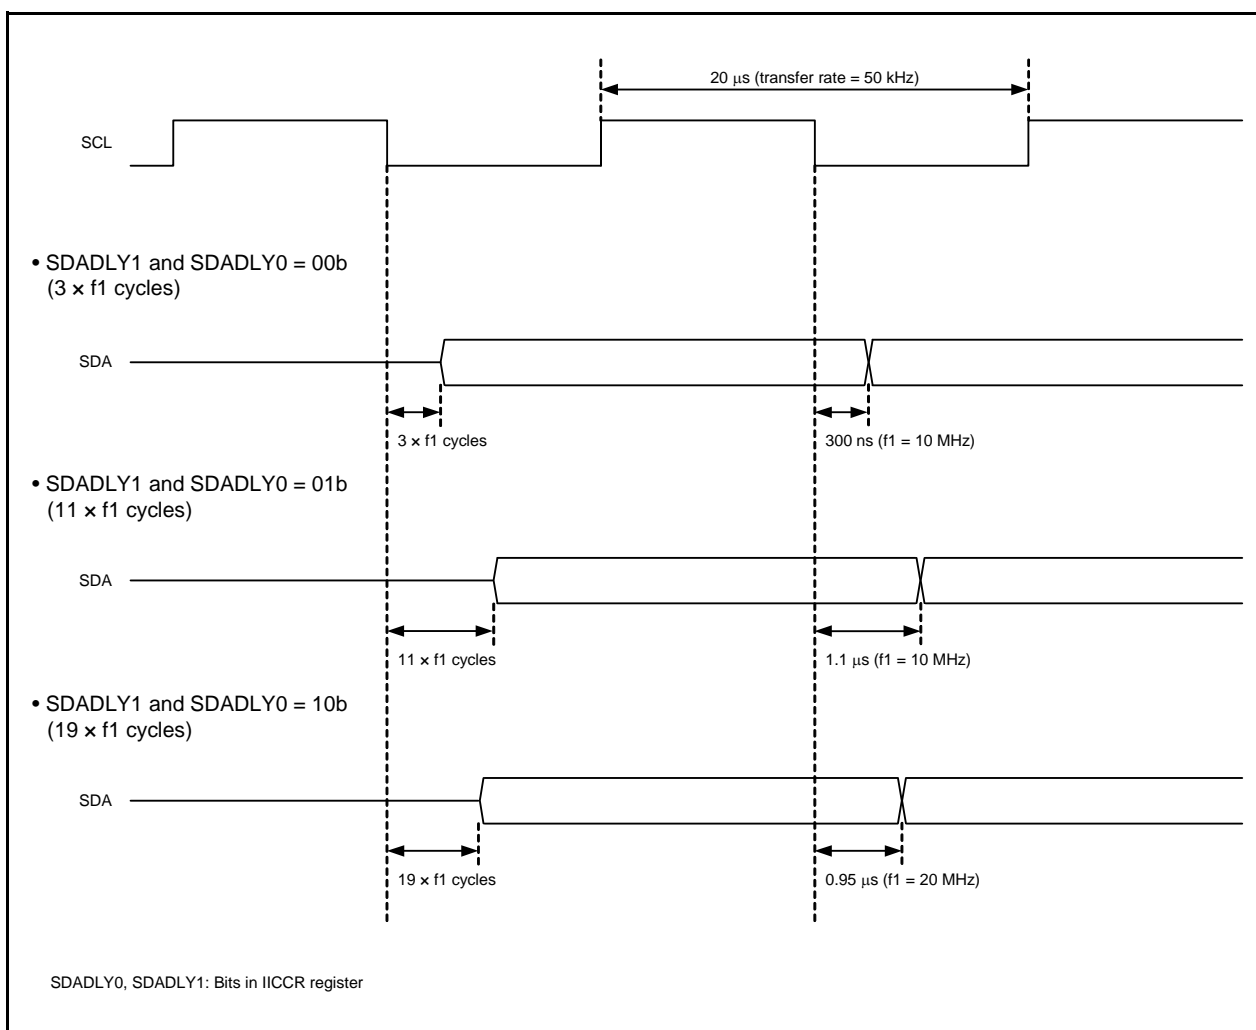 20 μs (transfer rate = 50 kHz)
SCL
• SDADLY1 and SDADLY0 = 00b
(3 × f1 cycles)
SDA
3 × f1 cycles
300 ns (f1 = 10 MHz)
• SDADLY1 and SDADLY0 = 01b
(11 × f1 cycles)
SDA
11 × f1 cycles
1.1 μs (f1 = 10 MHz)
• SDADLY1 and SDADLY0 = 10b
(19 × f1 cycles)
SDA
19 × f1 cycles
0.95 μs (f1 = 20 MHz)
SDADLY0, SDADLY1: Bits in IICCR register